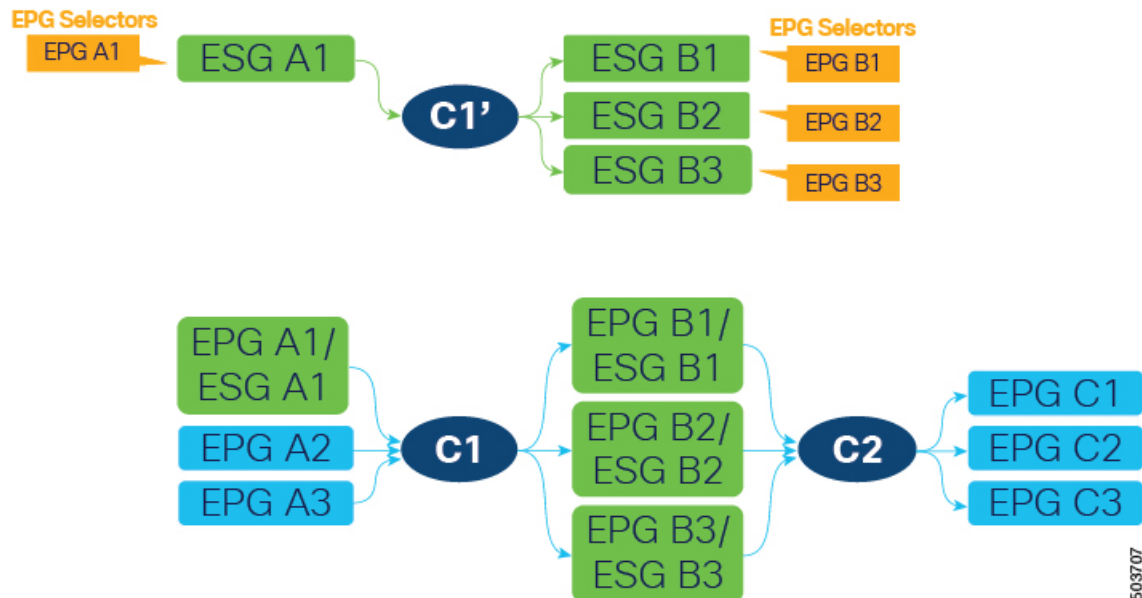 EPG Selectors
EPG A1
ESG A1
C1’
ESG B1
ESG B2
ESG B3
EPG Selectors
EPG B1
EPG B2
EPG B3
EPG A1/
ESG A1
EPG A2
EPG A3
C1
EPG B1/
ESG B1
EPG B2/
ESG B2
EPG B3/
ESG B3
C2
EPG C1
EPG C2
EPG C3
503707